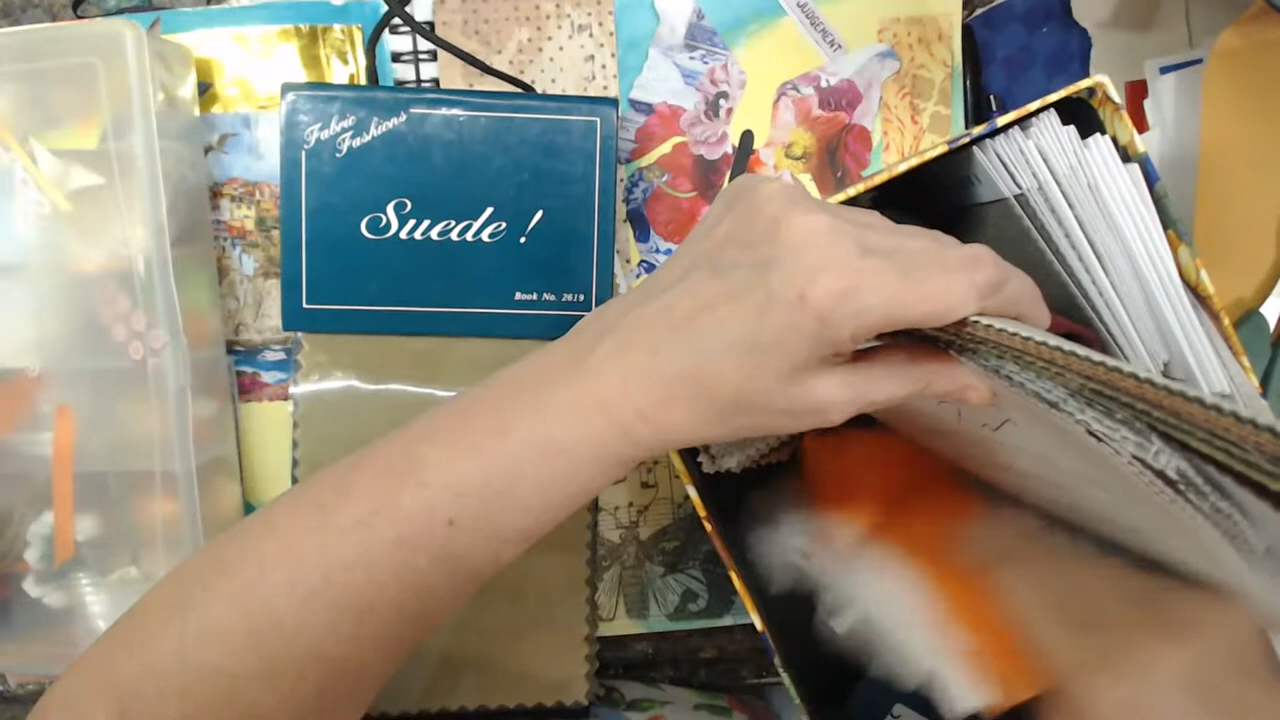 Fabric
Fashions
Suede !
Book No. 2619
JUDGEMENT